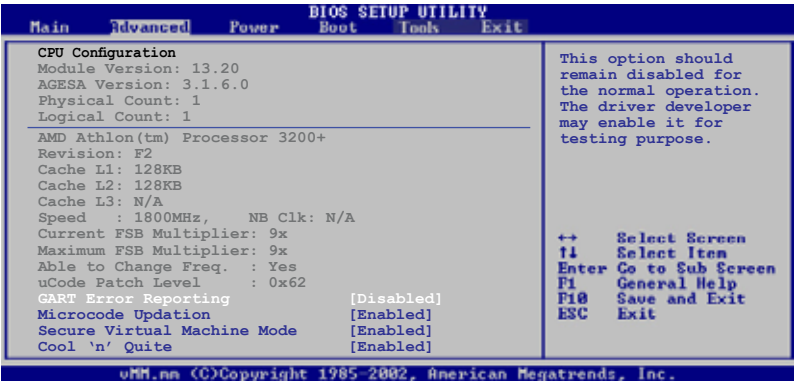 BIOS SETUP UTILITY
Main Advanced Power Boot Tools Exit
CPU Configuration
Module Version: 13.20
AGESA Version: 3.1.6.0
Physical Count: 1
Logical Count: 1
AMD Athlon(tm) Processor 3200+
Revision: F2
Cache L1: 128KB
Cache L2: 128KB
Cache L3: N/A
Speed : 1800MHz, NB Clk: N/A
Current FSB Multiplier: 9x
Maximum FSB Multiplier: 9x
Able to Change Freq. : Yes
uCode Patch Level : 0x62
GART Error Reporting [Disabled]
Microcode Updation [Enabled]
Secure Virtual Machine Mode [Enabled]
Cool ‘n’ Quite [Enabled]
This option should
remain disabled for
the normal operation.
The driver developer
may enable it for
testing purpose.
←→ Select Screen
↑↓ Select Item
Enter Go to Sub Screen
F1 General Help
F10 Save and Exit
ESC Exit
vMM.nn (C)Copyright 1985-2002, American Megatrends, Inc.